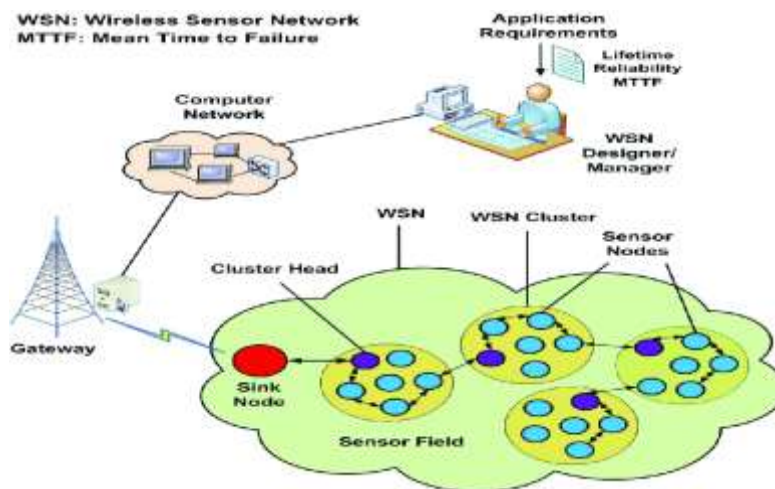 WSN: Wireless Sensor Network
MTTF: Mean Time to Failure
Application
Requirements
Lifetime
Reliability
MTTF
Computer
Network
WSN
Designer/
Manager
WSN
WSN Cluster
Sensor
Nodes
Cluster Head
Gateway
Sink
Node
Sensor Field